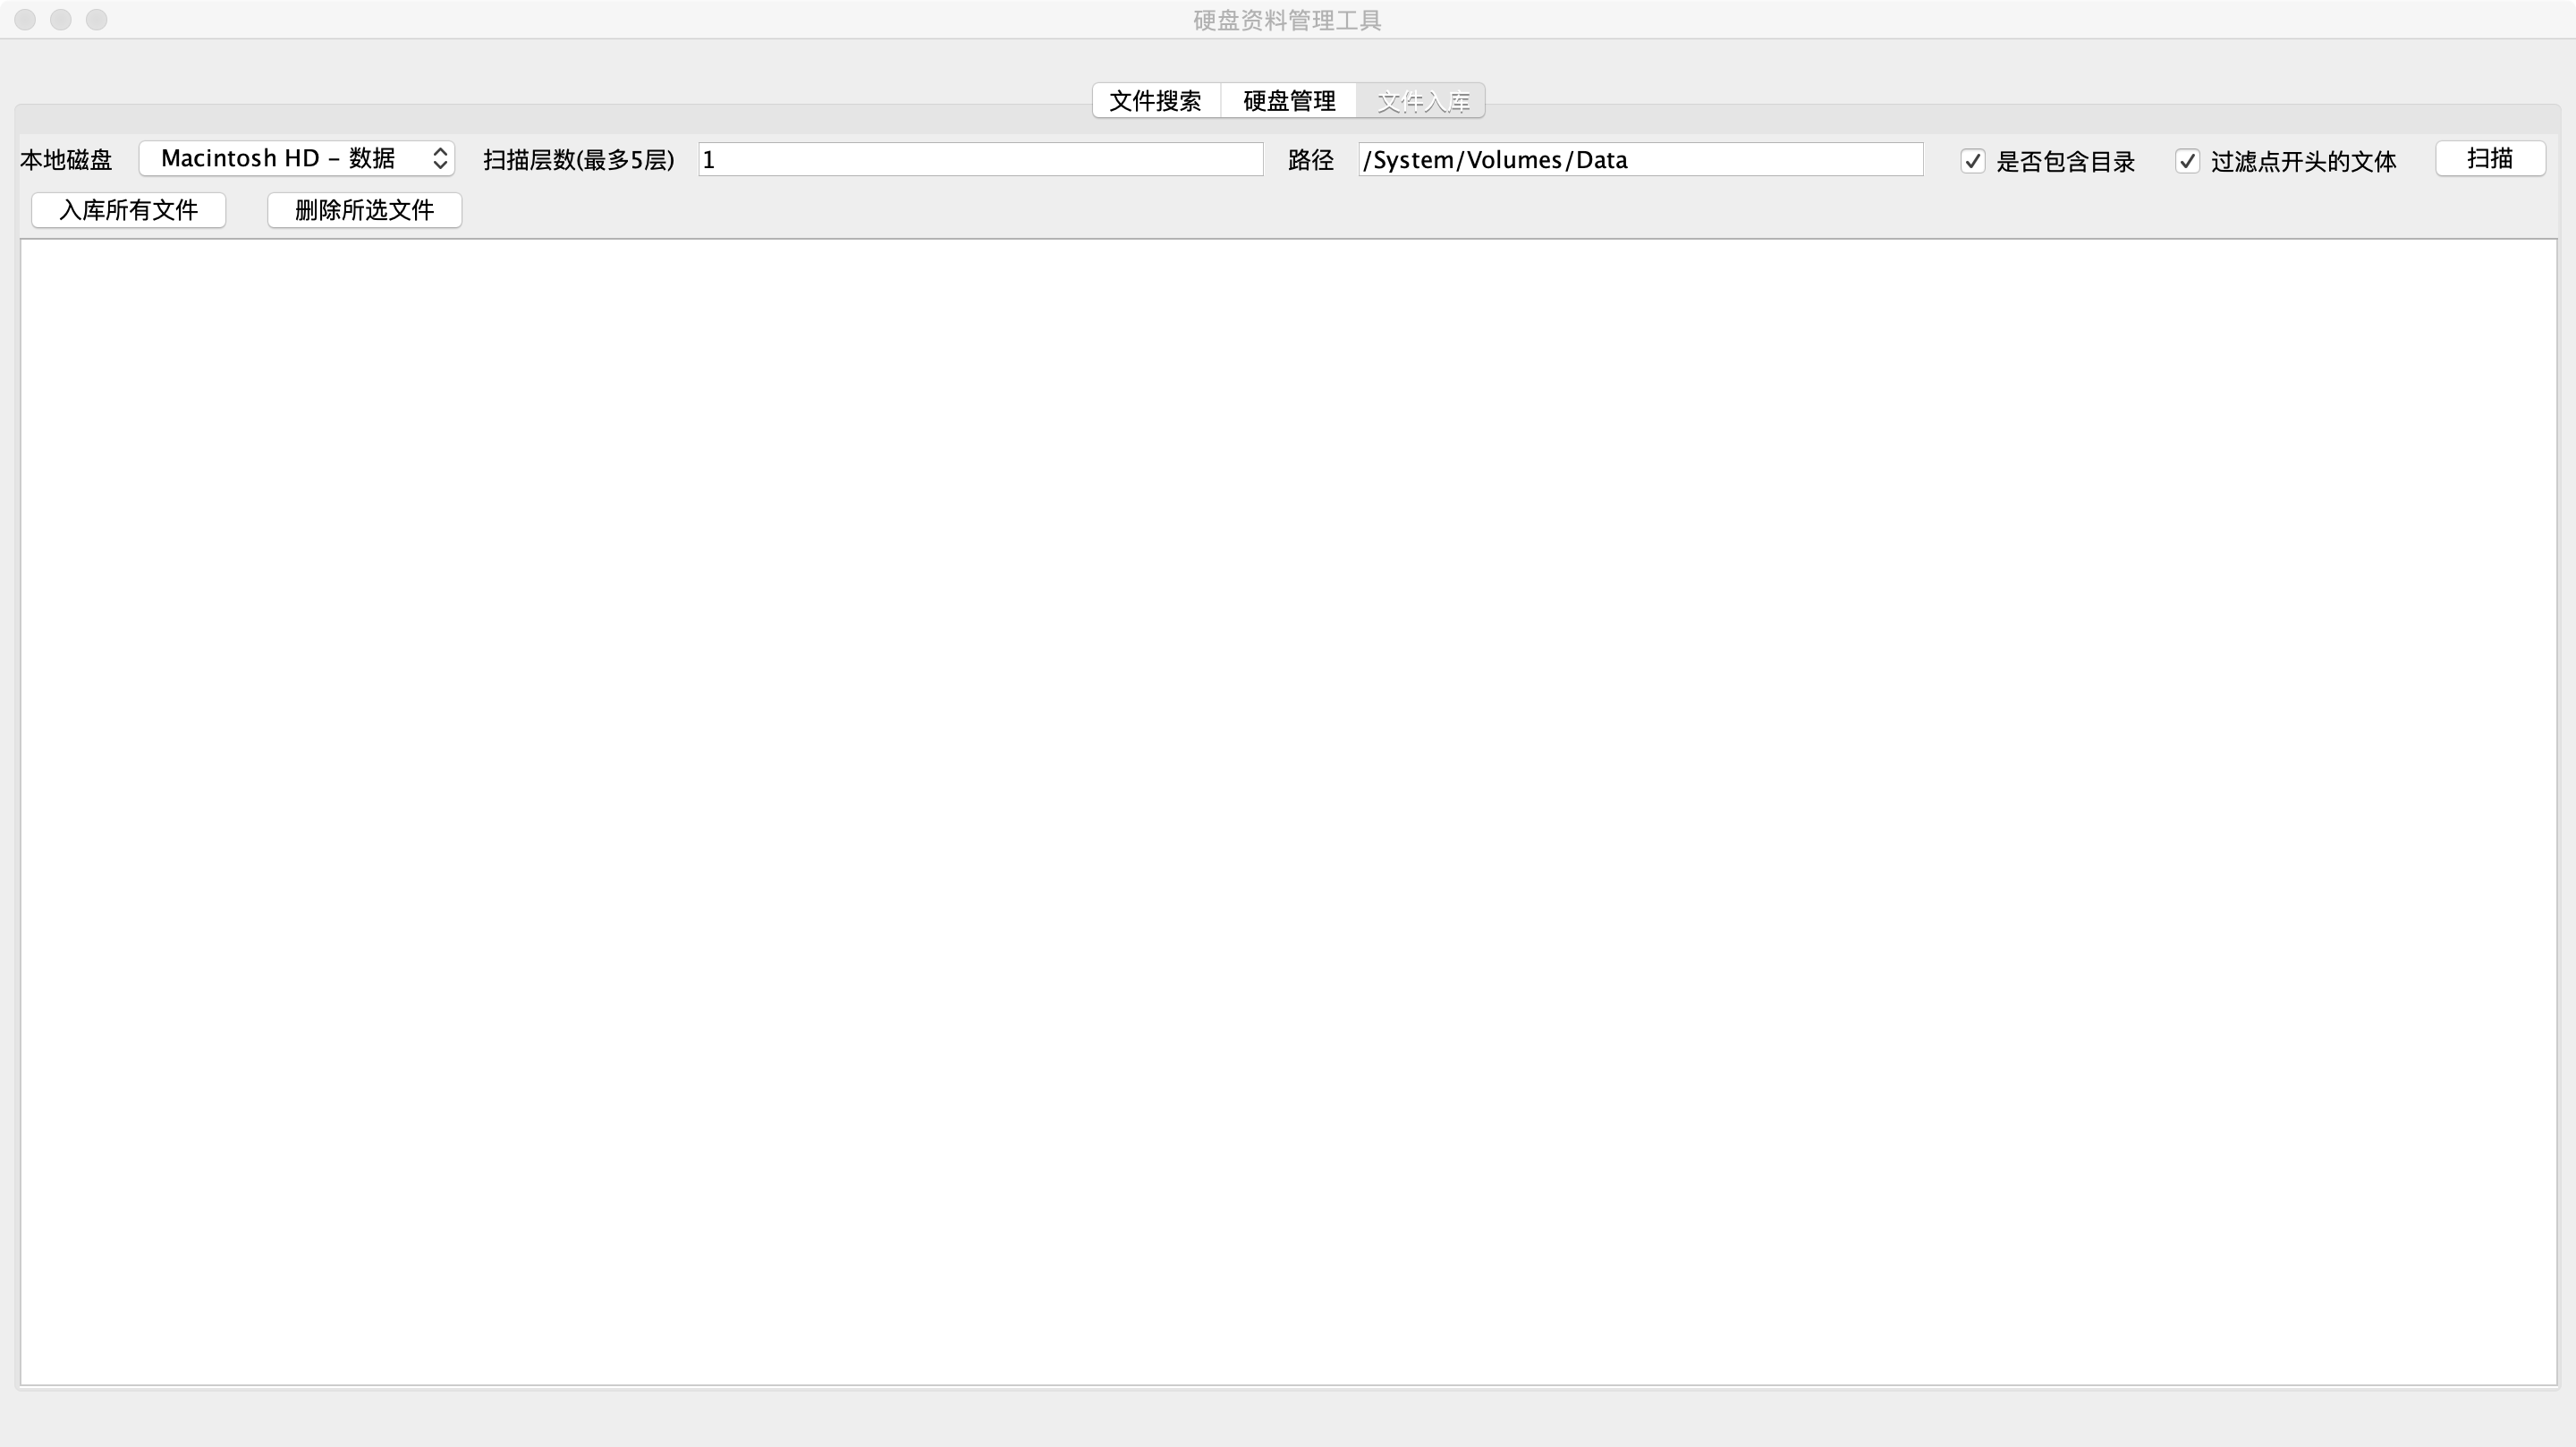 硬盘资料管理工具
文件搜索 硬盘管理 文件入库
本地磁盘 Macintosh HD – 数据 扫描层数(最多5层) 1 路径 /System/Volumes/Data 是否包含目录 过滤点开头的文体 扫描
入库所有文件 删除所选文件